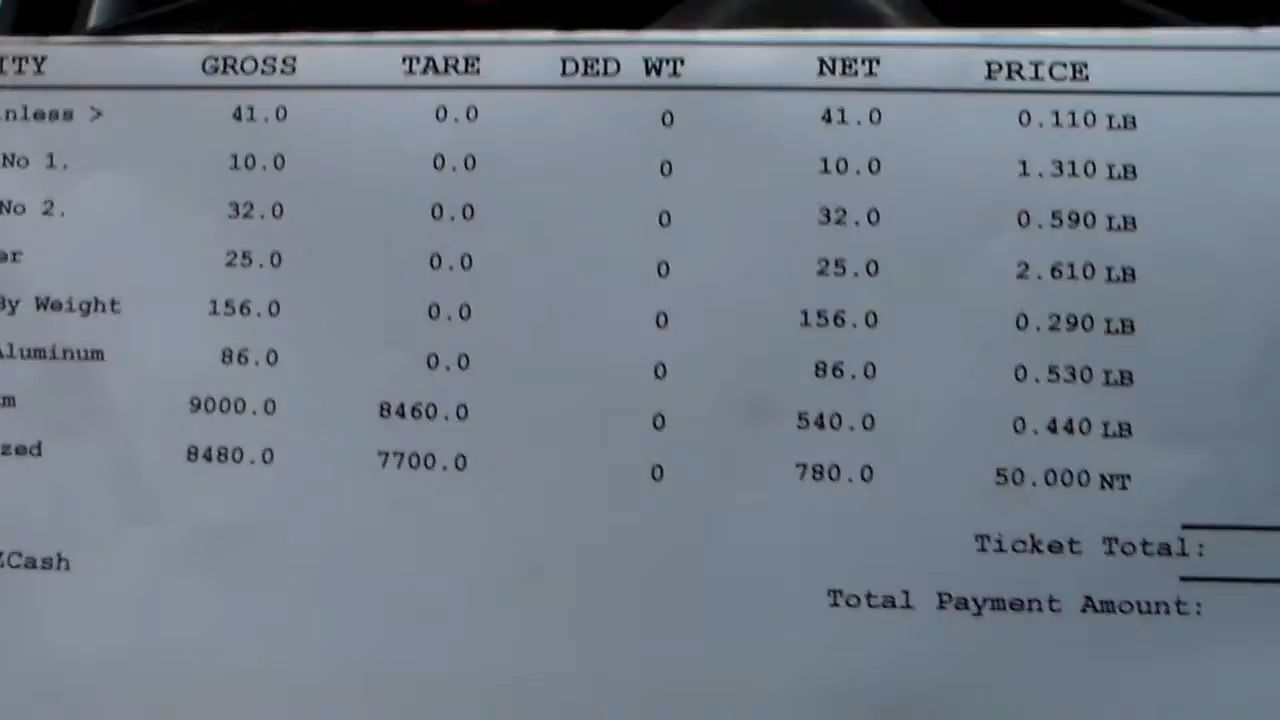 ITY GROSS TARE DED WT NET PRICE
nless > 41.0 0.0 0 41.0 0.110 LB
No 1. 10.0 0.0 0 10.0 1.310 LB
No 2. 32.0 0.0 0 32.0 0.590 LB
ar 25.0 0.0 0 25.0 2.610 LB
By Weight 156.0 0.0 0 156.0 0.290 LB
Aluminum 86.0 0.0 0 86.0 0.530 LB
m 9000.0 8460.0 0 540.0 0.440 LB
zed 8480.0 7700.0 0 780.0 50.000 NT
Ticket Total:
ZCash
Total Payment Amount: